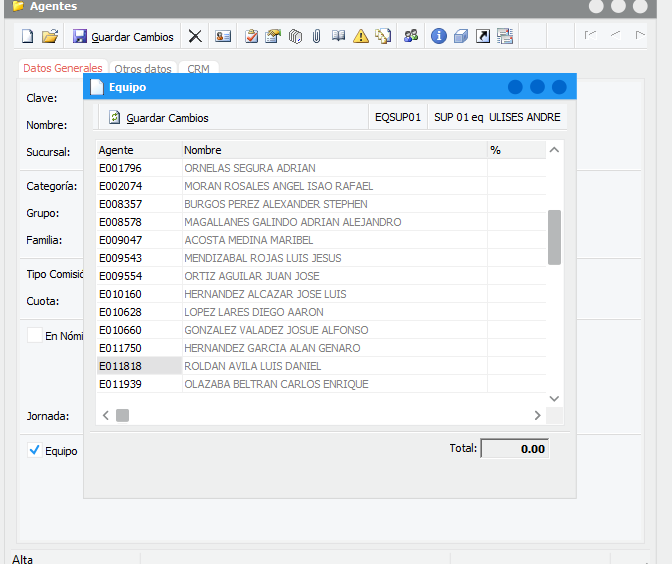 Agentes
Guardar Cambios
Datos Generales Otros datos CRM
Equipo
Clave:
Guardar Cambios EQSUP01 SUP 01 eq ULISES ANDRE
Nombre:
Sucursal:
Agente Nombre %
E001796 ORNELAS SEGURA ADRIAN
E002074 MORAN ROSALES ANGEL ISAO RAFAEL
Categoría:
E008357 BURGOS PEREZ ALEXANDER STEPHEN
Grupo:
E008578 MAGALLANES GALINDO ADRIAN ALEJANDRO
Familia:
E009047 ACOSTA MEDINA MARIBEL
E009543 MENDIZABAL ROJAS LUIS JESUS
Tipo Comisió
E009554 ORTIZ AGUILAR JUAN JOSE
E010160 HERNANDEZ ALCAZAR JOSE LUIS
Cuota:
E010628 LOPEZ LARES DIEGO AARON
E010660 GONZALEZ VALADEZ JOSUE ALFONSO
En Nómi
E011750 HERNANDEZ GARCIA ALAN GENARO
E011818 ROLDAN AVILA LUIS DANIEL
E011939 OLAZABA BELTRAN CARLOS ENRIQUE
Jornada:
Equipo
Total: 0.00
Alta